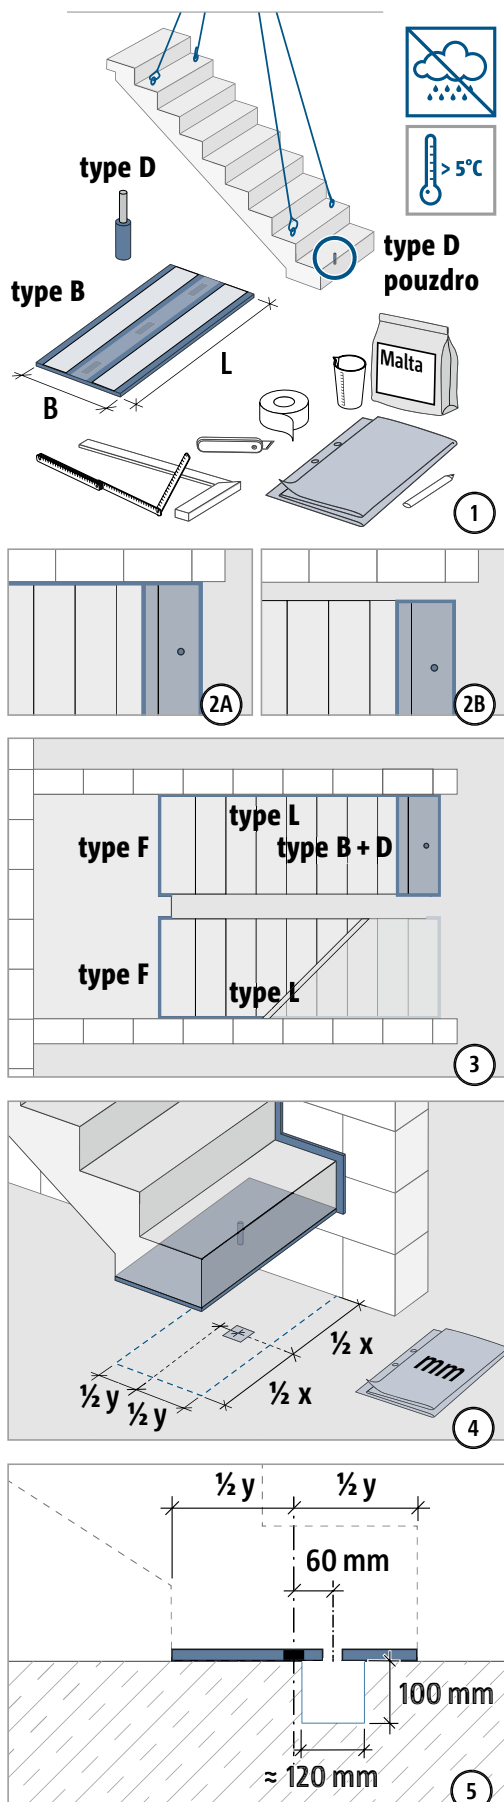 > 5°C
type D
type D
pouzdro
type B
L
B
Malta
1
2A
2B
type L
type F
type B + D
type F
type L
3
½ x
½ x
½ y
½ y
mm
4
½ y
½ y
60 mm
100 mm
≈ 120 mm
5